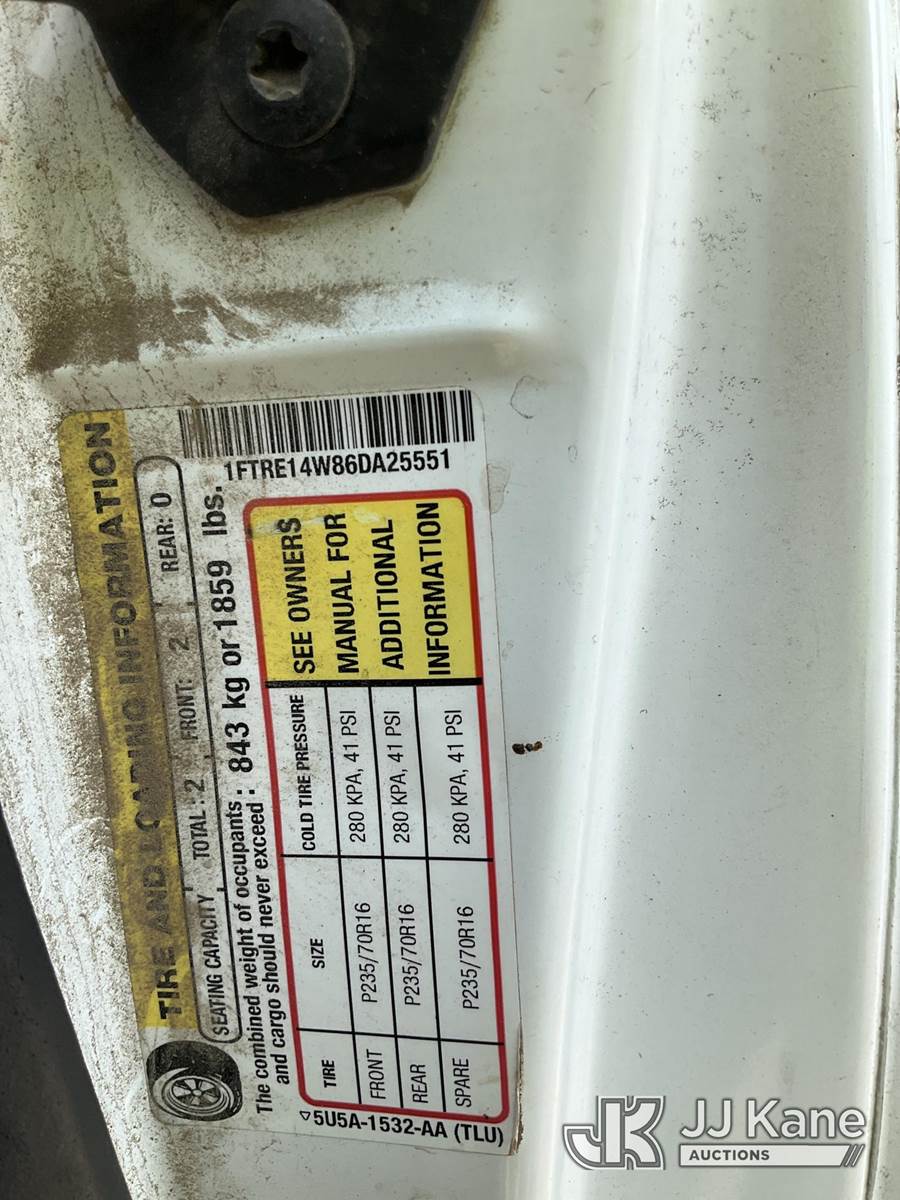 TIRE AND LOADING INFORMATION
SEATING CAPACITY TOTAL: 2 FRONT: 2 REAR: 0
The combined weight of occupants : 843 kg or 1859 lbs.
and cargo should never exceed :
TIRE SIZE COLD TIRE PRESSURE
FRONT P235/70R16 280 KPA, 41 PSI
REAR P235/70R16 280 KPA, 41 PSI
SPARE P235/70R16 280 KPA, 41 PSI
SEE OWNERS
MANUAL FOR
ADDITIONAL
INFORMATION
1FTRE14W86DA25551
5U5A-1532-AA (TLU)
JK JJ Kane
AUCTIONS